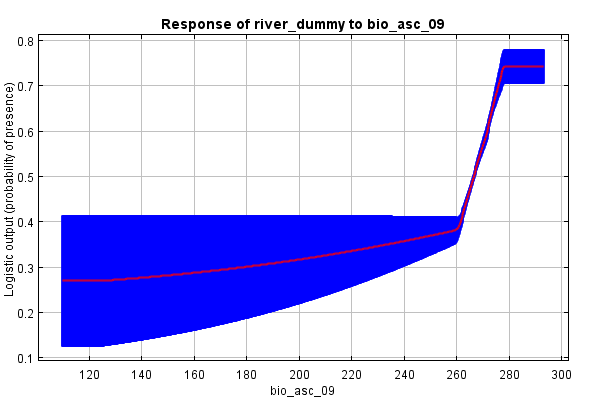 Response of river_dummy to bio_asc_09
Logistic output (probability of presence)
0.8
0.7
0.6
0.5
0.4
0.3
0.2
0.1
120 140 160 180 200 220 240 260 280 300
bio_asc_09